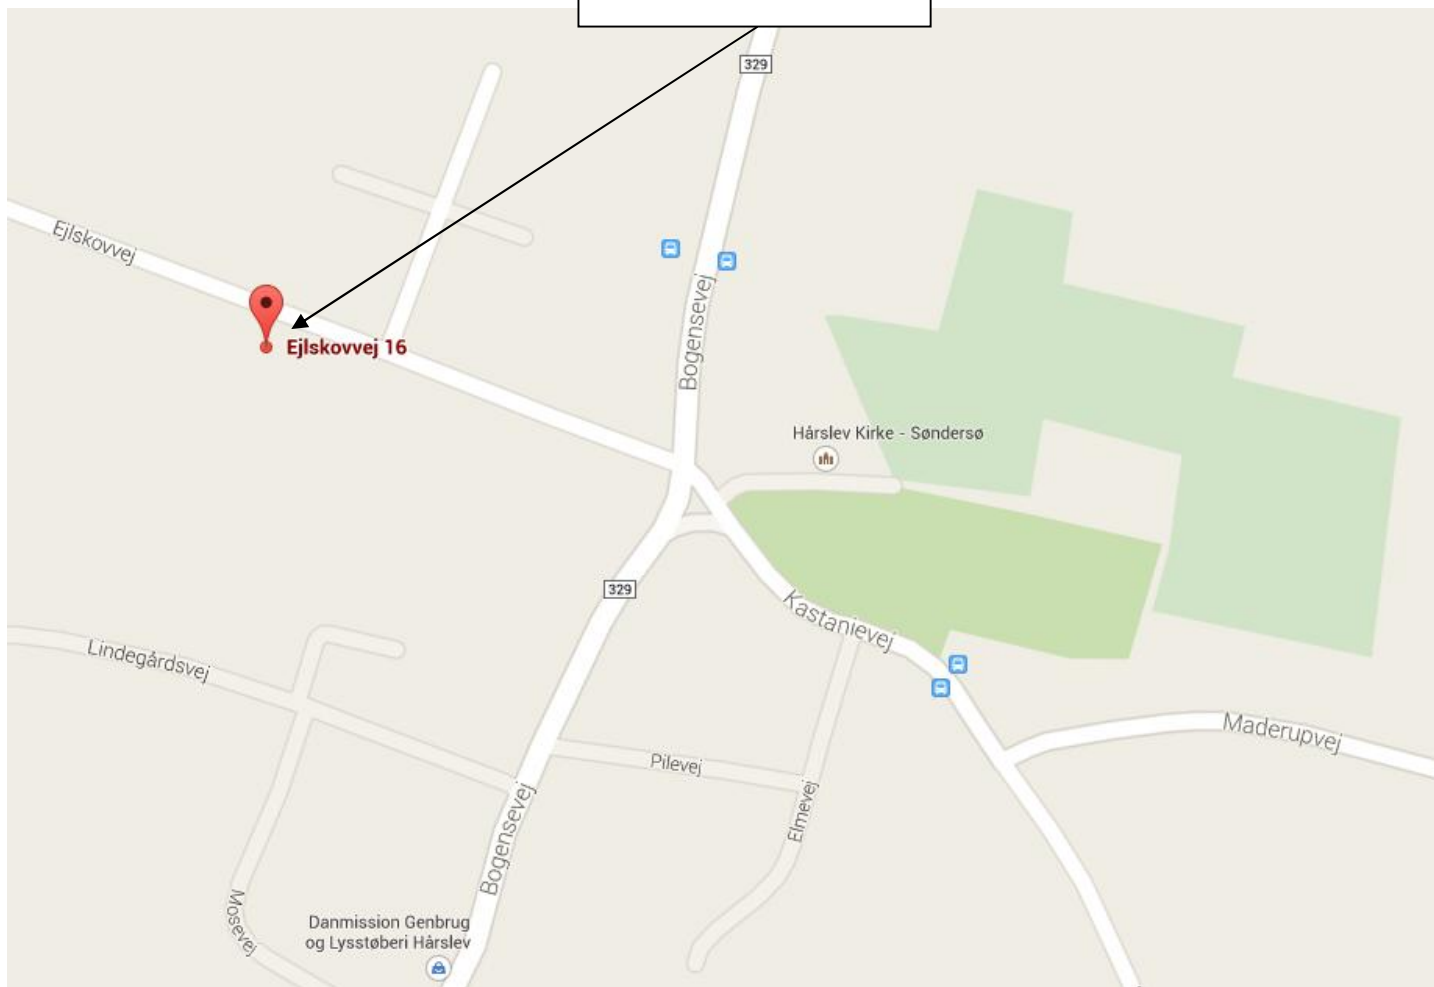 329
Ejlskovvej
Bogensevej
Ejlskovvej 16
Hårslev Kirke - Søndersø
329
Kastanievej
Lindegårdsvej
Maderupvej
Pilevej
Elmevej
Bogensevej
Mosevej
Danmission Genbrug
og Lysstøberi Hårslev